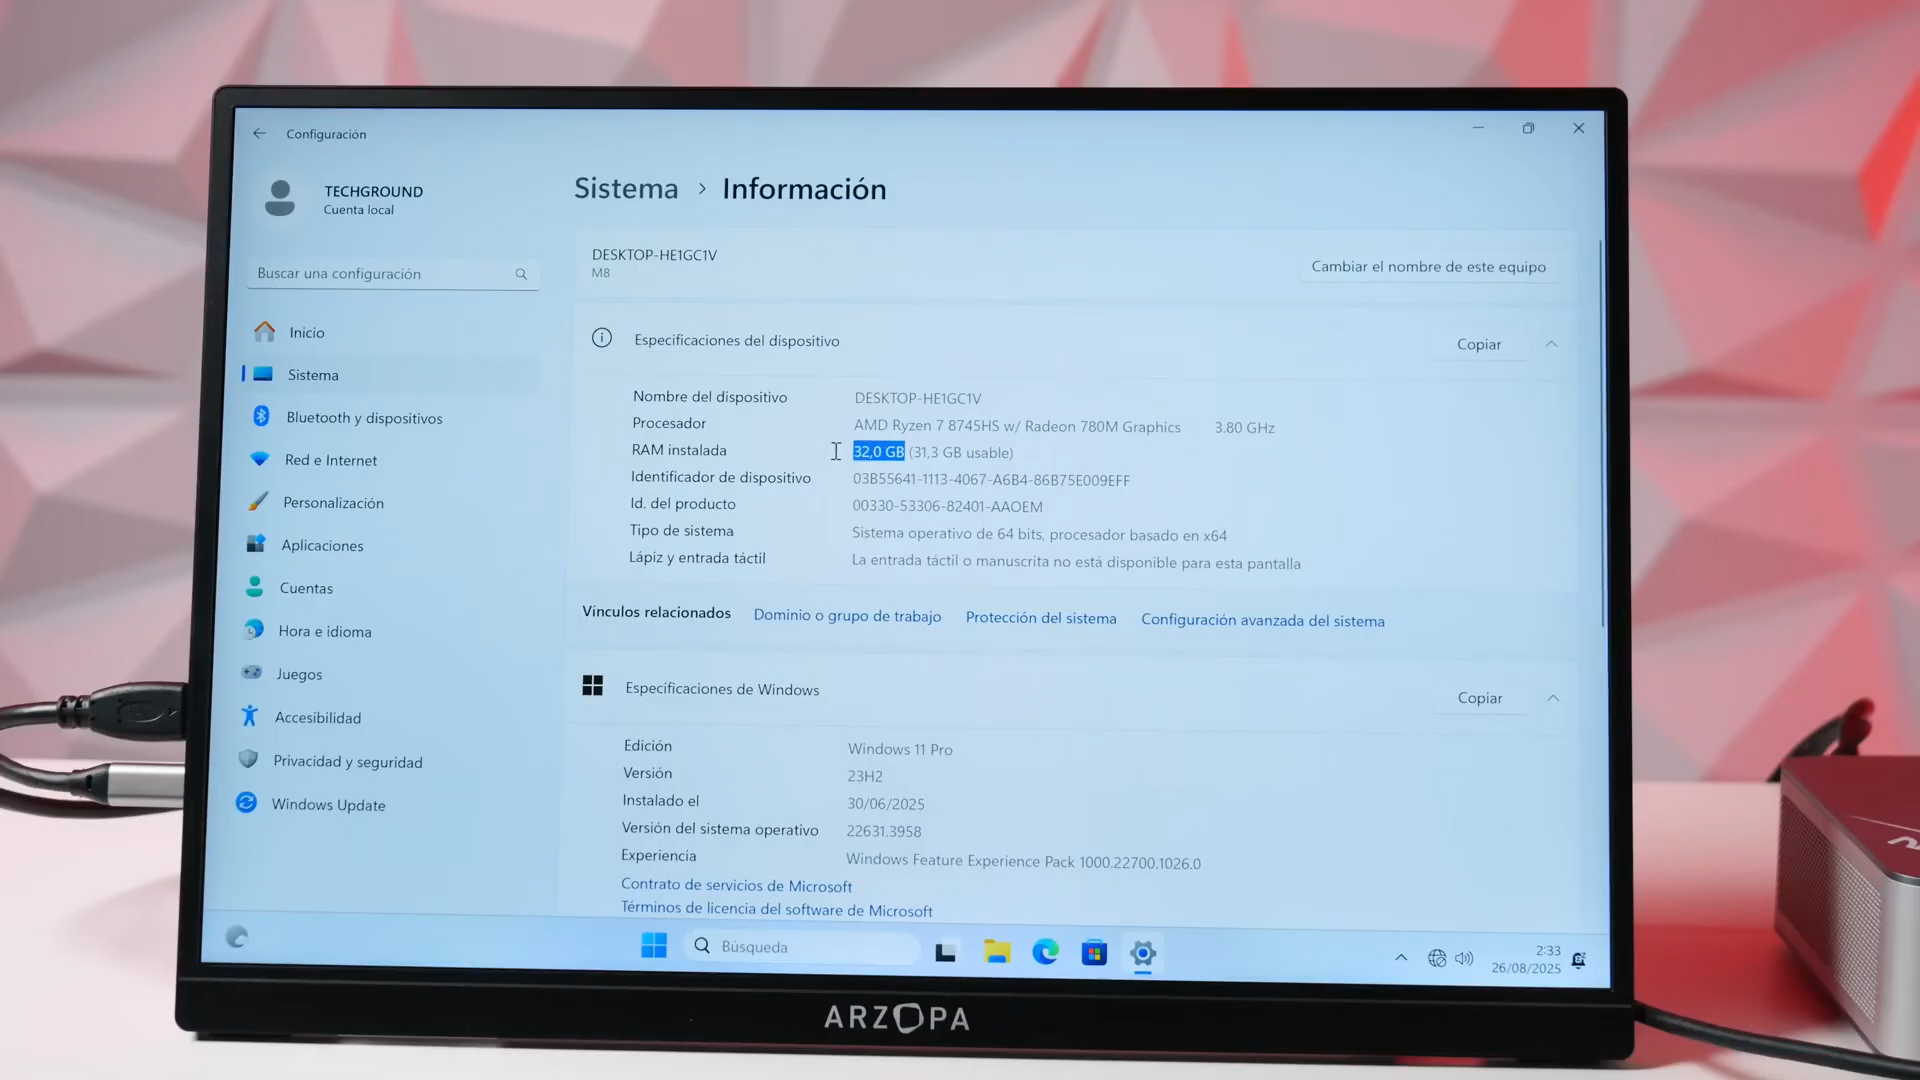 Configuración
TECHGROUND
Cuenta local
Buscar una configuración
Inicio
Sistema
Bluetooth y dispositivos
Red e Internet
Personalización
Aplicaciones
Cuentas
Hora e idioma
Juegos
Accesibilidad
Privacidad y seguridad
Windows Update
Sistema › Información
DESKTOP-HE1GC1V
M8
Cambiar el nombre de este equipo
Especificaciones del dispositivo
Copiar
Nombre del dispositivo DESKTOP-HE1GC1V
Procesador AMD Ryzen 7 8745HS w/ Radeon 780M Graphics 3.80 GHz
RAM instalada 32,0 GB (31,3 GB usable)
Identificador de dispositivo 03B55641-1113-4067-A6B4-86B75E009EFF
Id. del producto 00330-53306-82401-AAOEM
Tipo de sistema Sistema operativo de 64 bits, procesador basado en x64
Lápiz y entrada táctil La entrada táctil o manuscrita no está disponible para esta pantalla
Vínculos relacionados Dominio o grupo de trabajo Protección del sistema Configuración avanzada del sistema
Especificaciones de Windows
Copiar
Edición Windows 11 Pro
Versión 23H2
Instalado el 30/06/2025
Versión del sistema operativo 22631.3958
Experiencia Windows Feature Experience Pack 1000.22700.1026.0
Contrato de servicios de Microsoft
Términos de licencia del software de Microsoft
Búsqueda
2:33
26/08/2025
ARZOPA